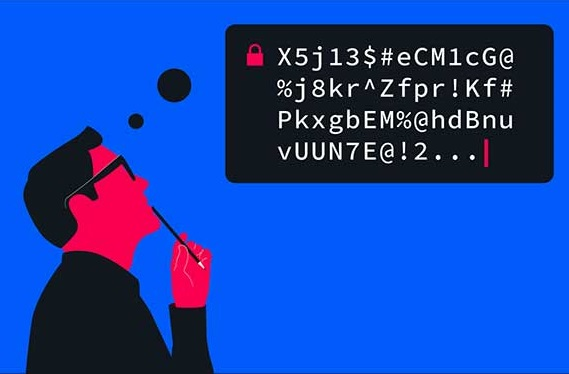 X5j13$#eCM1cG@
%j8kr^Zfpr!Kf#
PkxgbEM%@hdBnu
vUUN7E@!2...